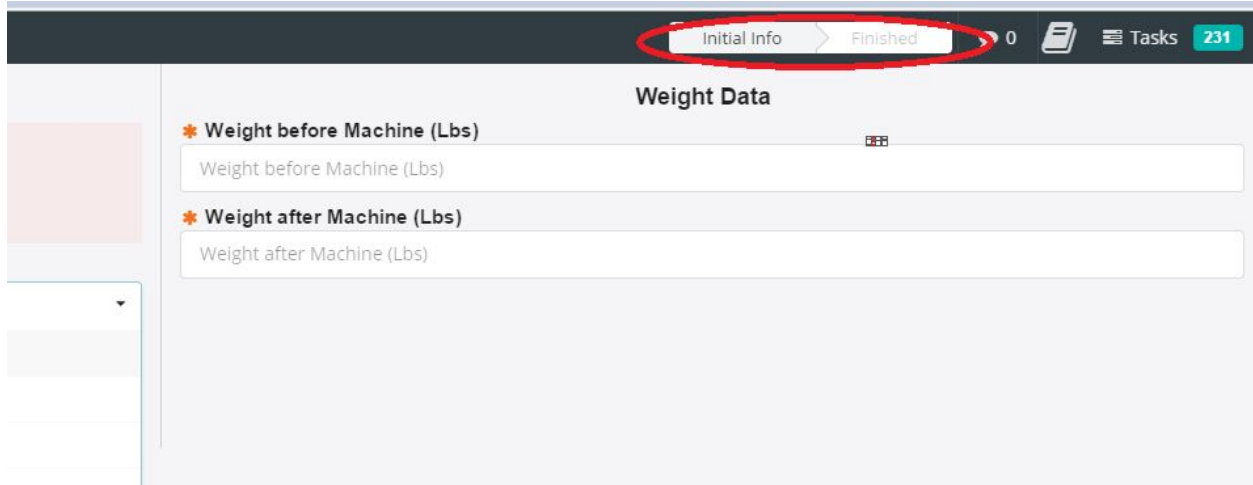 Initial Info Finished 0 Tasks 231
Weight Data
✱ Weight before Machine (Lbs)
Weight before Machine (Lbs)
✱ Weight after Machine (Lbs)
Weight after Machine (Lbs)